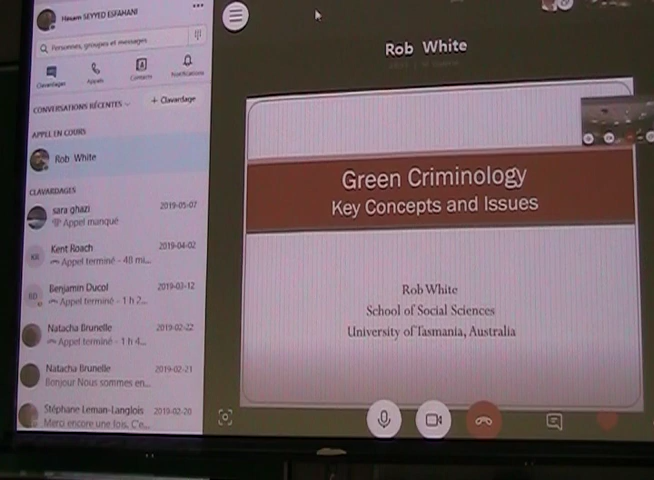 Hesam SEYYED ESFAHANI
Personnes, groupes et messages
Clavardages Appels Contacts Notifications
CONVERSATIONS RÉCENTES + Clavardage
APPEL EN COURS
Rob White
CLAVARDAGES
sara ghazi 2019-05-07
Appel manqué
KR Kent Roach 2019-04-02
Appel terminé - 48 mi...
BD Benjamin Ducol 2019-03-12
Appel terminé - 1 h 2...
Natacha Brunelle 2019-02-22
Appel terminé - 1 h 4...
Natacha Brunelle 2019-02-21
Bonjour Nous sommes en...
Stéphane Leman-Langlois 2019-02-20
Merci encore une fois. C'e...
Rob White
Green Criminology
Key Concepts and Issues
Rob White
School of Social Sciences
University of Tasmania, Australia